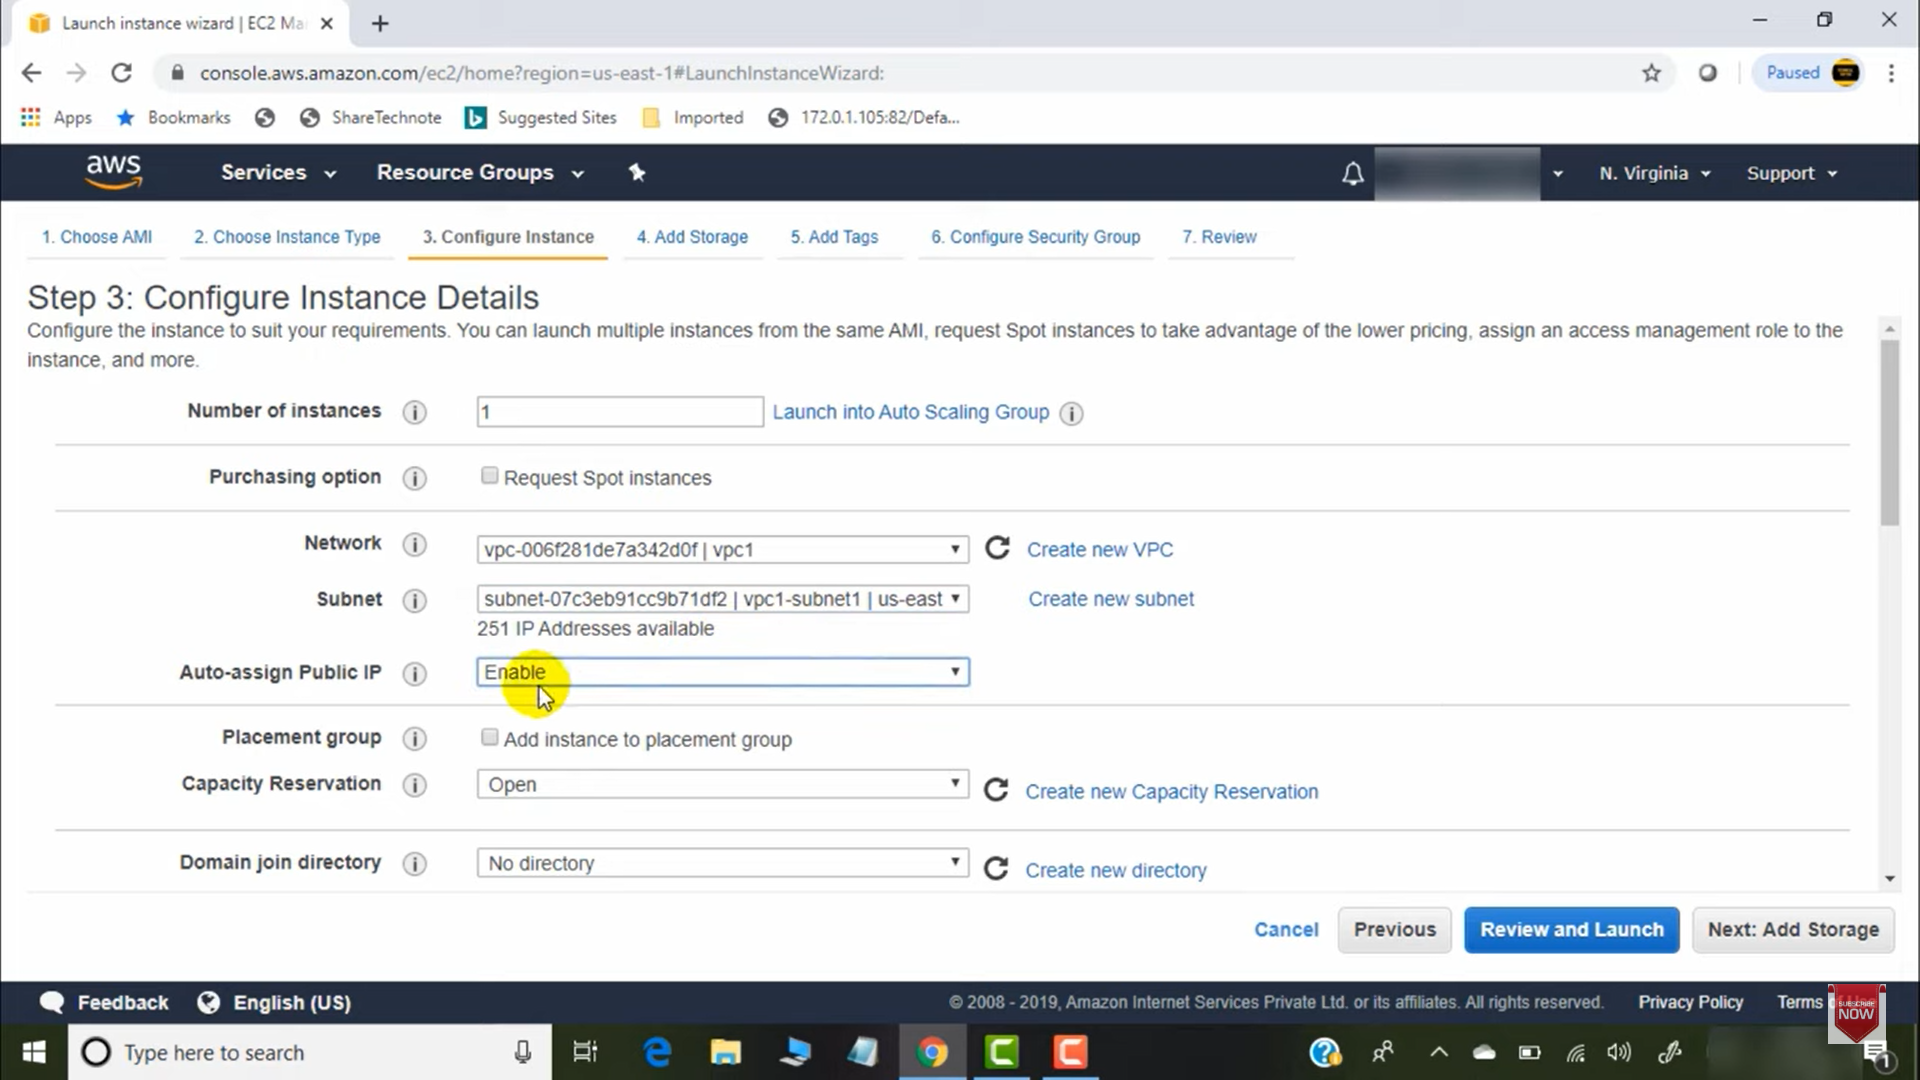 Launch instance wizard | EC2 Ma
console.aws.amazon.com/ec2/home?region=us-east-1#LaunchInstanceWizard:
Paused
Apps
Bookmarks
ShareTechnote
Suggested Sites
Imported
172.0.1.105:82/Defa...
aws
Services
Resource Groups
N. Virginia
Support
1. Choose AMI
2. Choose Instance Type
3. Configure Instance
4. Add Storage
5. Add Tags
6. Configure Security Group
7. Review
Step 3: Configure Instance Details
Configure the instance to suit your requirements. You can launch multiple instances from the same AMI, request Spot instances to take advantage of the lower pricing, assign an access management role to the
instance, and more.
Number of instances
1
Launch into Auto Scaling Group
Purchasing option
Request Spot instances
Network
vpc-006f281de7a342d0f | vpc1
Create new VPC
Subnet
subnet-07c3eb91cc9b71df2 | vpc1-subnet1 | us-east
Create new subnet
251 IP Addresses available
Auto-assign Public IP
Enable
Placement group
Add instance to placement group
Capacity Reservation
Open
Create new Capacity Reservation
Domain join directory
No directory
Create new directory
Cancel
Previous
Review and Launch
Next: Add Storage
Feedback
English (US)
© 2008 - 2019, Amazon Internet Services Private Ltd. or its affiliates. All rights reserved.
Privacy Policy
Terms
SUBSCRIBE
NOW
Type here to search
1